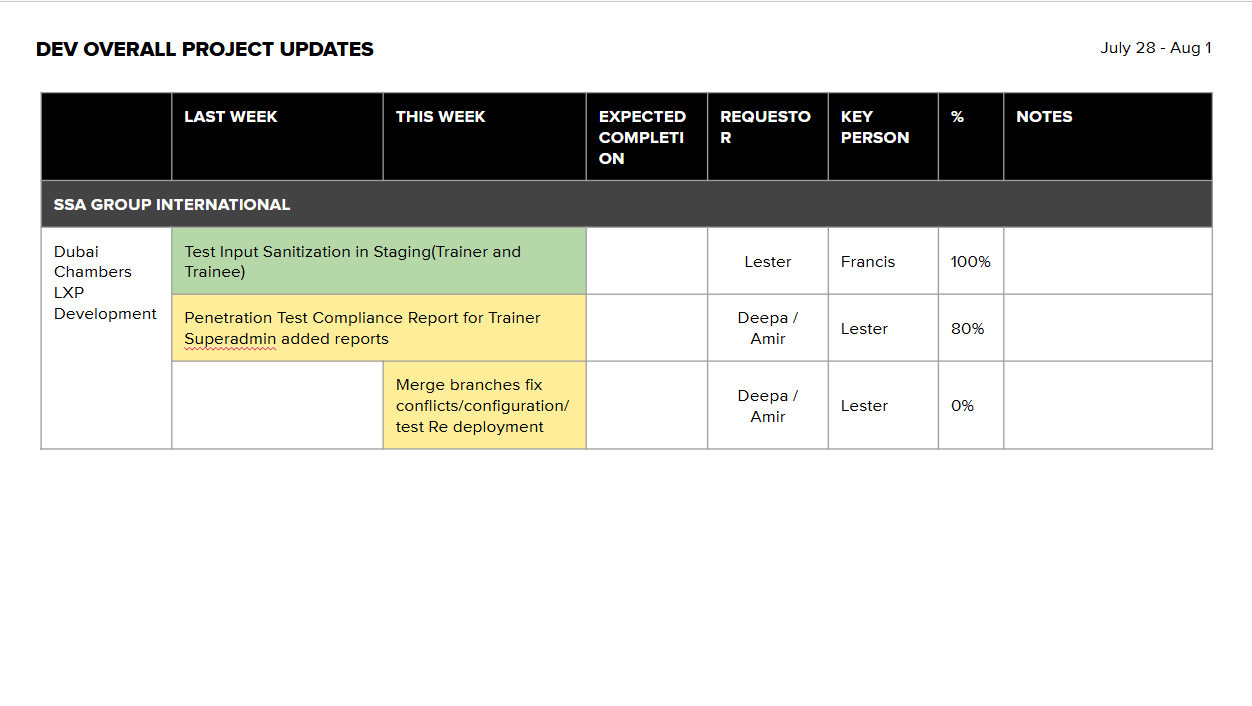 DEV OVERALL PROJECT UPDATES
July 28 - Aug 1
LAST WEEK
THIS WEEK
EXPECTED
COMPLETI
ON
REQUESTO
R
KEY
PERSON
%
NOTES
SSA GROUP INTERNATIONAL
Dubai
Chambers
LXP
Development
Test Input Sanitization in Staging(Trainer and
Trainee)
Lester
Francis
100%
Penetration Test Compliance Report for Trainer
Superadmin added reports
Deepa /
Amir
Lester
80%
Merge branches fix
conflicts/configuration/
test Re deployment
Deepa /
Amir
Lester
0%